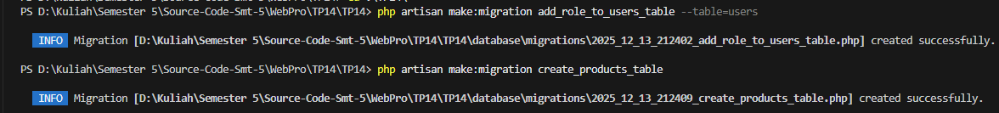 PS D:\Kuliah\Semester 5\Source-Code-Smt-5\WebPro\TP14\TP14> php artisan make:migration add_role_to_users_table --table=users
INFO Migration [D:\Kuliah\Semester 5\Source-Code-Smt-5\WebPro\TP14\TP14\database\migrations\2025_12_13_212402_add_role_to_users_table.php] created successfully.
PS D:\Kuliah\Semester 5\Source-Code-Smt-5\WebPro\TP14\TP14> php artisan make:migration create_products_table
INFO Migration [D:\Kuliah\Semester 5\Source-Code-Smt-5\WebPro\TP14\TP14\database\migrations\2025_12_13_212409_create_products_table.php] created successfully.